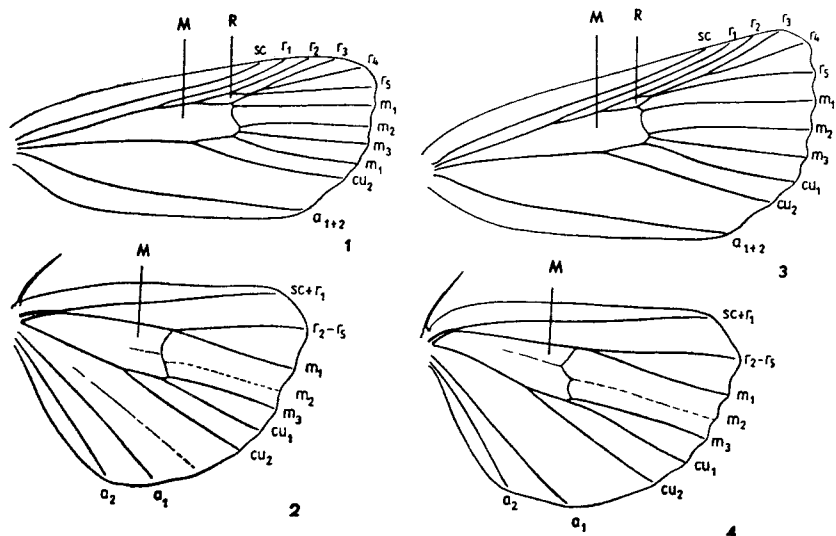 M R sc r1 r2 r3 r4
r5
m1
m2
m3
m1
cu2
a1+2
1
M R sc r1 r2 r3
r4
r5
m1
m2
m3
cu1
cu2
a1+2
3
M
sc+r1
r2-r5
m1
m2
m3
cu1
cu2
a2 a1
2
M
sc+r1
r2-r5
m1
m2
m3
cu1
cu2
a2
a1
4